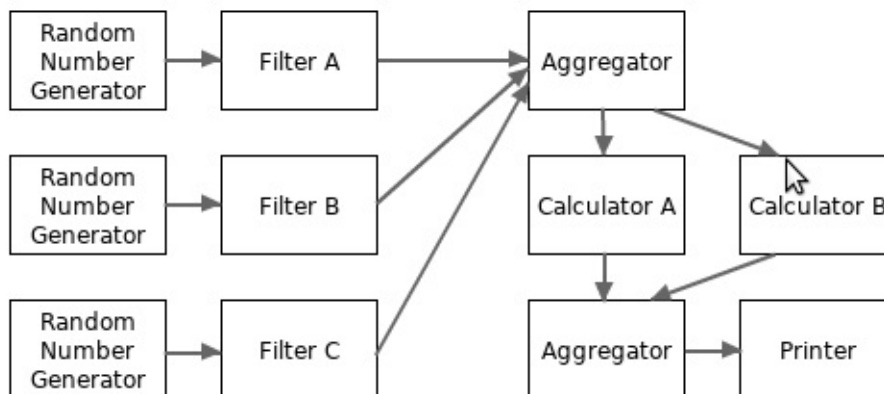 Random
Number
Generator
Filter A
Aggregator
Random
Number
Generator
Filter B
Calculator A
Calculator B
Random
Number
Generator
Filter C
Aggregator
Printer